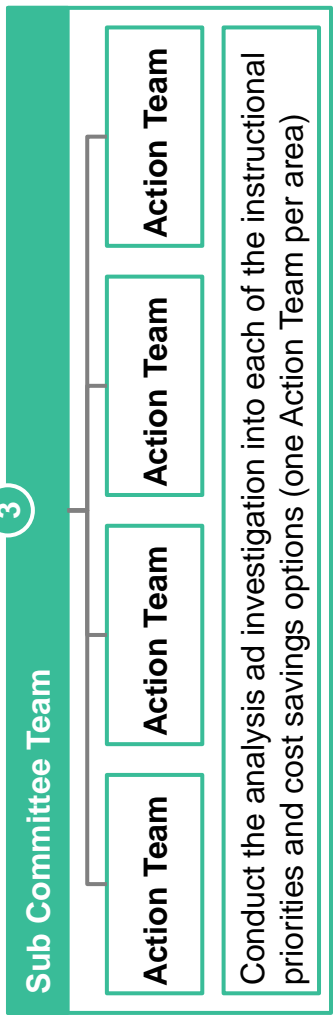 3
Sub Committee Team
Action Team
Action Team
Action Team
Action Team
Conduct the analysis ad investigation into each of the instructional
priorities and cost savings options (one Action Team per area)